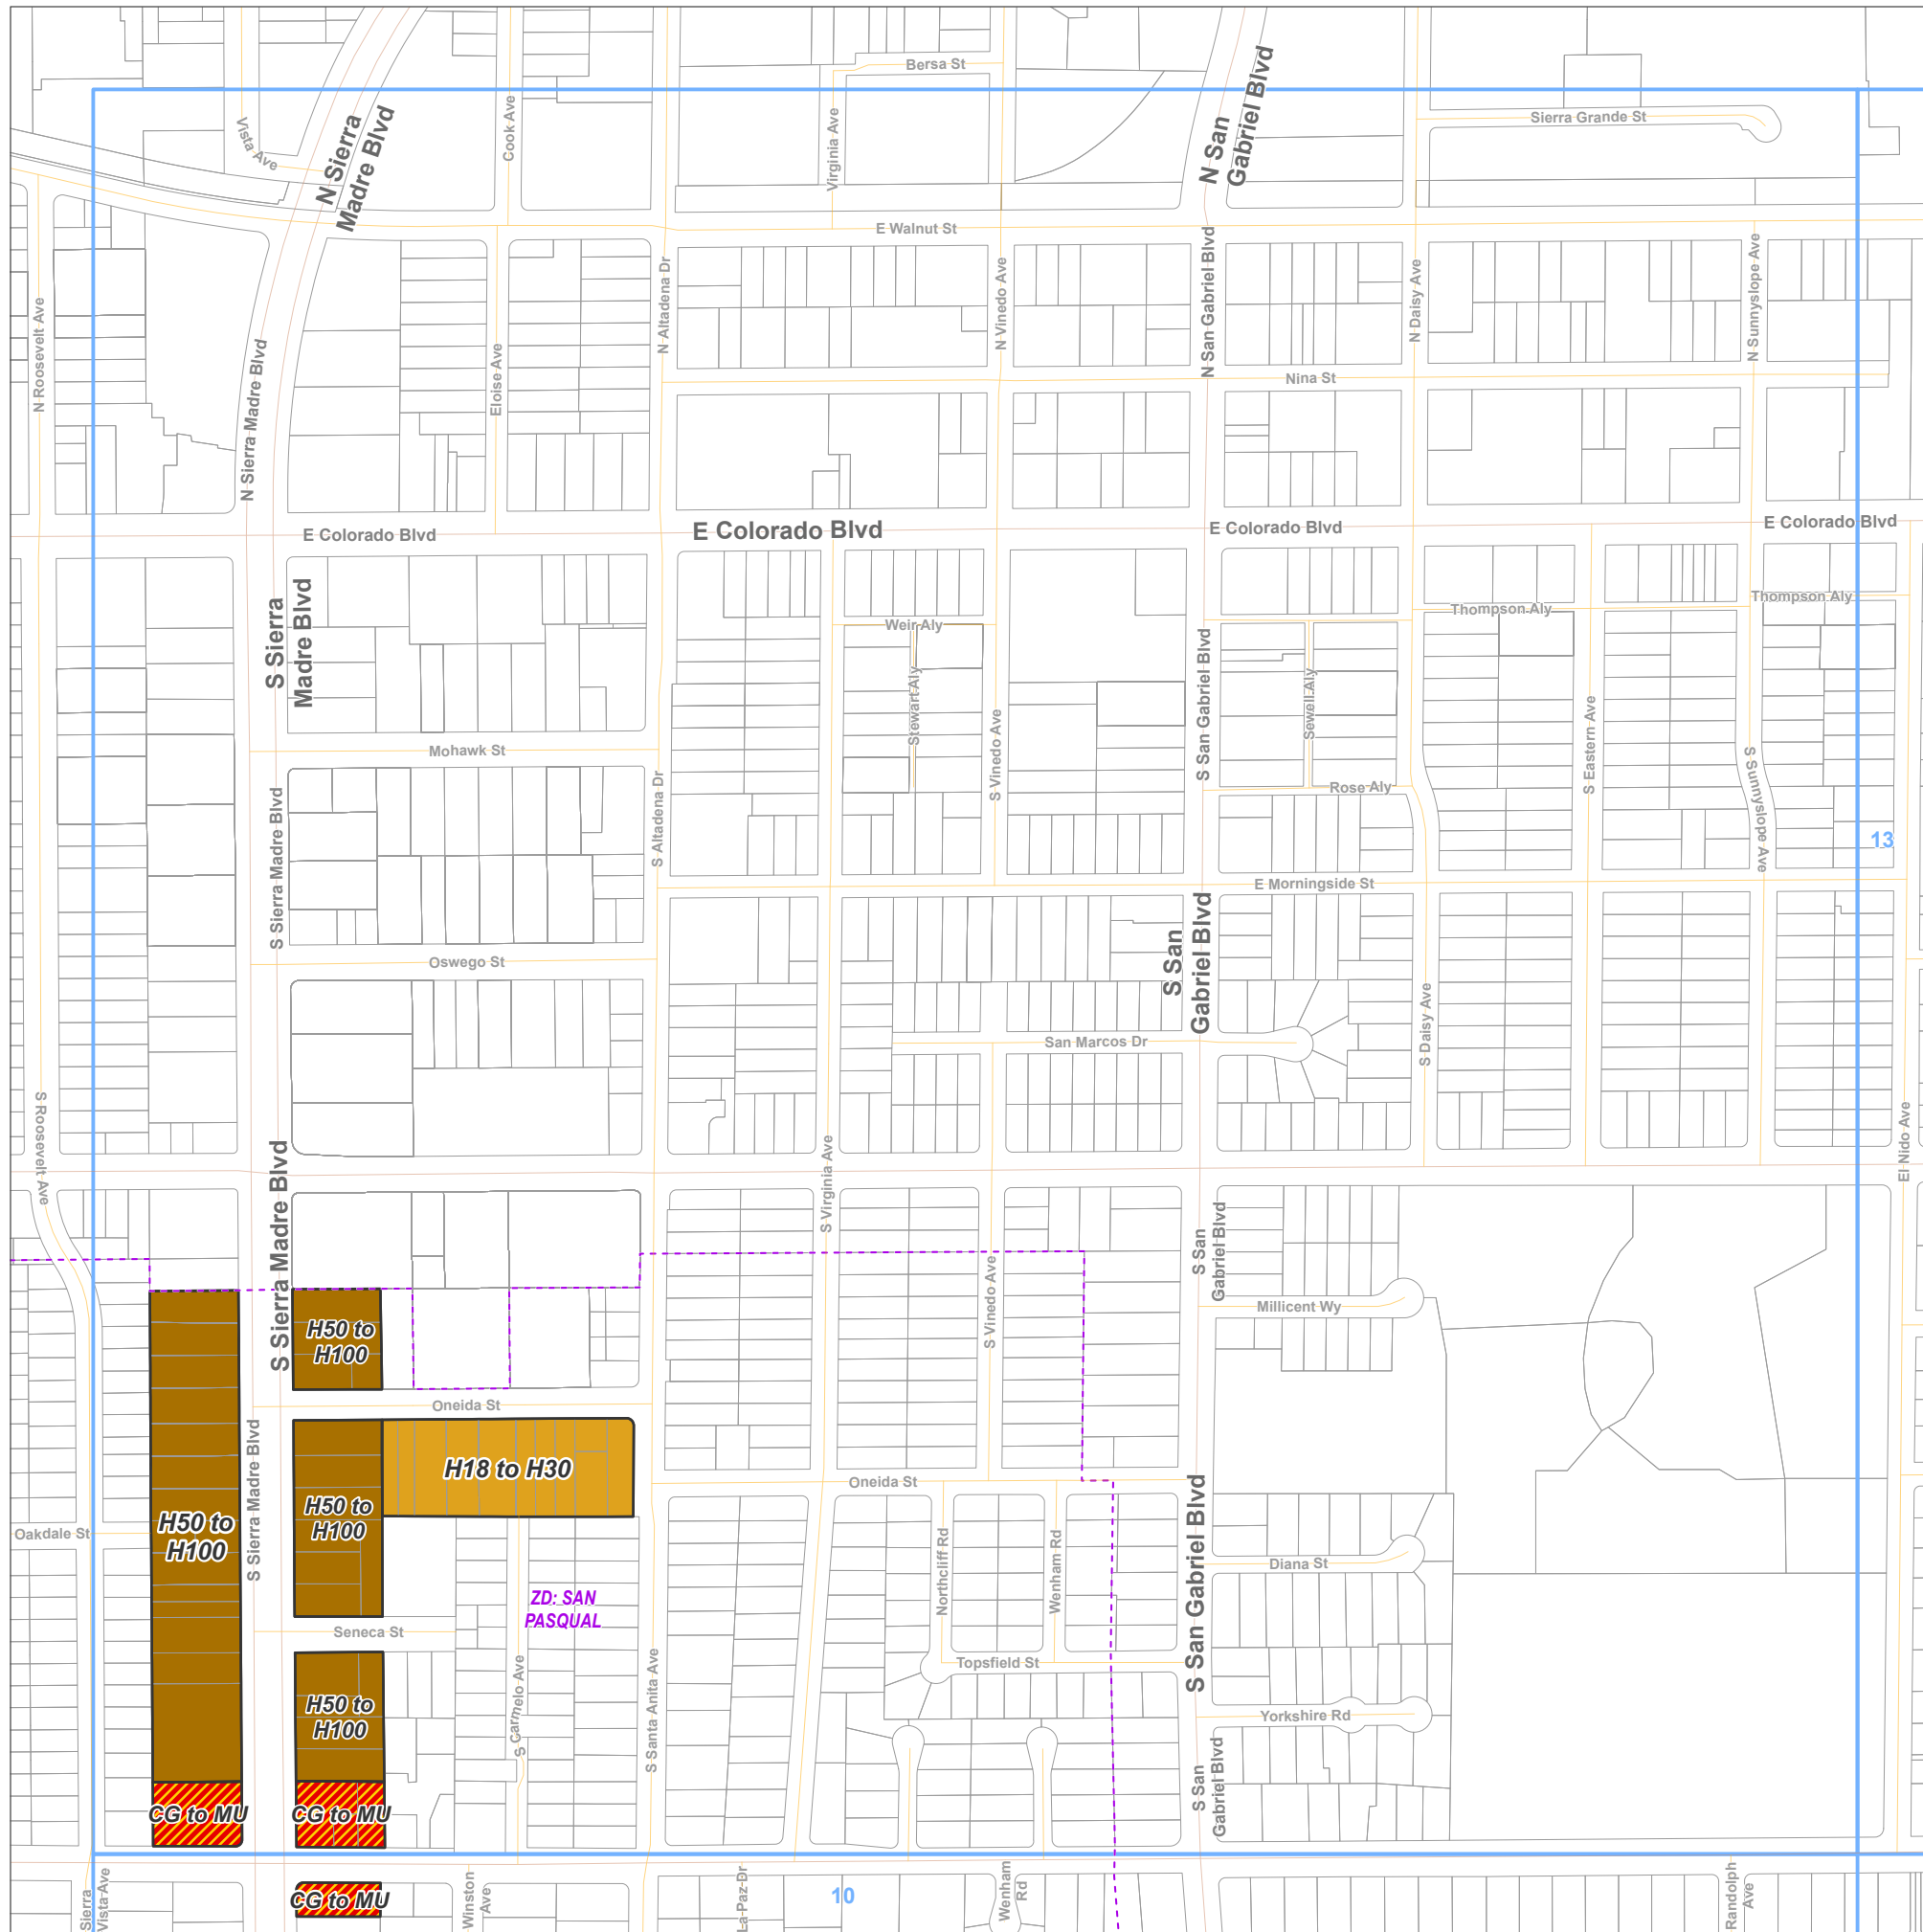 Bersa St
N Sierra
Madre Blvd
N San
Gabriel Blvd
Sierra Grande St
Vista Ave
Cook Ave
Virginia Ave
E Walnut St
N Roosevelt Ave
N Sierra Madre Blvd
Eloise Ave
N Altadena Dr
N Vinedo Ave
N San Gabriel Blvd
N Daisy Ave
N Sunnyslope Ave
Nina St
E Colorado Blvd
E Colorado Blvd
E Colorado Blvd
E Colorado Blvd
S Sierra
Madre Blvd
Weir Aly
Stewart Aly
Thompson Aly
Thompson Aly
Sewell Aly
S San Gabriel Blvd
S Eastern Ave
S Sunnyslope Ave
Mohawk St
S Vinedo Ave
Rose Aly
S Altadena Dr
S Sierra Madre Blvd
13
E Morningside St
S San
Gabriel Blvd
Oswego St
San Marcos Dr
S Daisy Ave
S Roosevelt Ave
S Virginia Ave
El Nido Ave
S Sierra Madre Blvd
S San
Gabriel Blvd
S Vinedo Ave
Millicent Wy
H50 to
H100
Oneida St
H18 to H30
Oneida St
H50 to
H100
H50 to
H100
Oakdale St
S Sierra Madre Blvd
S San Gabriel Blvd
Northcliff Rd
Wenham Rd
Diana St
ZD: SAN
PASQUAL
Seneca St
Topsfield St
S Carmelo Ave
S Santa Anita Ave
H50 to
H100
Yorkshire Rd
S San
Gabriel Blvd
CG to MU
CG to MU
CG to MU
Sierra
Vista Ave
Winston
Ave
La Paz Dr
10
Wenham
Rd
Randolph
Ave